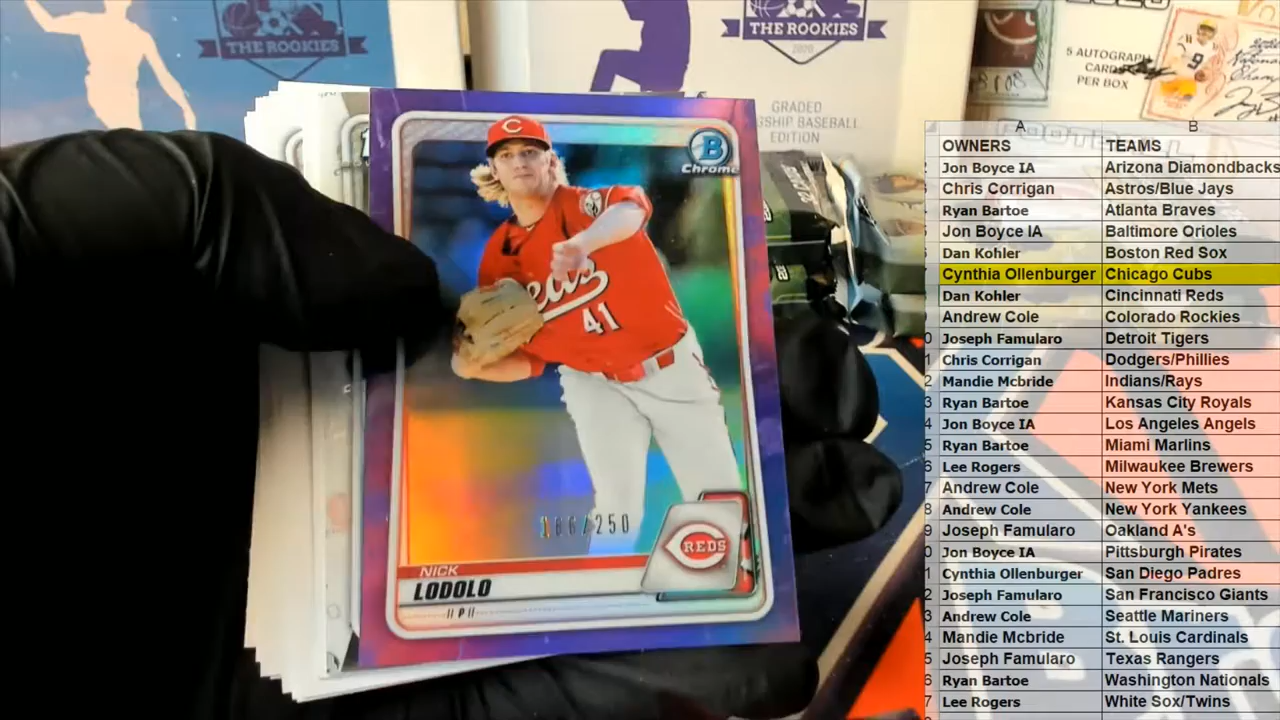 THE ROOKIES
THE ROOKIES
2020
GRADED
BASEBALL
EDITION
5 AUTOGRAPH
CARDS
PER BOX
C
B
Chrome
Reds
41
/250
REDS
NICK
LODOLO
P
A B
OWNERS TEAMS
Jon Boyce IA Arizona Diamondbacks
Chris Corrigan Astros/Blue Jays
Ryan Bartoe Atlanta Braves
Jon Boyce IA Baltimore Orioles
Dan Kohler Boston Red Sox
Cynthia Ollenburger Chicago Cubs
Dan Kohler Cincinnati Reds
Andrew Cole Colorado Rockies
Joseph Famularo Detroit Tigers
Chris Corrigan Dodgers/Phillies
Mandie Mcbride Indians/Rays
Ryan Bartoe Kansas City Royals
Jon Boyce IA Los Angeles Angels
Ryan Bartoe Miami Marlins
Lee Rogers Milwaukee Brewers
Andrew Cole New York Mets
Andrew Cole New York Yankees
Joseph Famularo Oakland A's
Jon Boyce IA Pittsburgh Pirates
Cynthia Ollenburger San Diego Padres
Joseph Famularo San Francisco Giants
Andrew Cole Seattle Mariners
Mandie Mcbride St. Louis Cardinals
Joseph Famularo Texas Rangers
Ryan Bartoe Washington Nationals
Lee Rogers White Sox/Twins